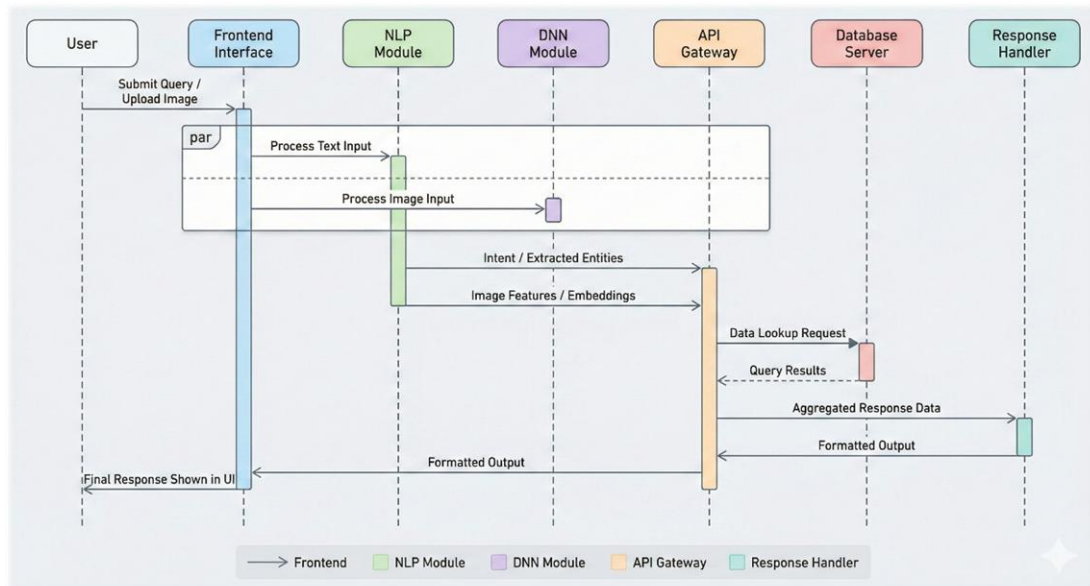 User
Frontend
Interface
NLP
Module
DNN
Module
API
Gateway
Database
Server
Response
Handler
Submit Query /
Upload Image
par
Process Text Input
Process Image Input
Intent / Extracted Entities
Image Features / Embeddings
Data Lookup Request
Query Results
Aggregated Response Data
Formatted Output
Formatted Output
Final Response Shown in UI
Frontend
NLP Module
DNN Module
API Gateway
Response Handler